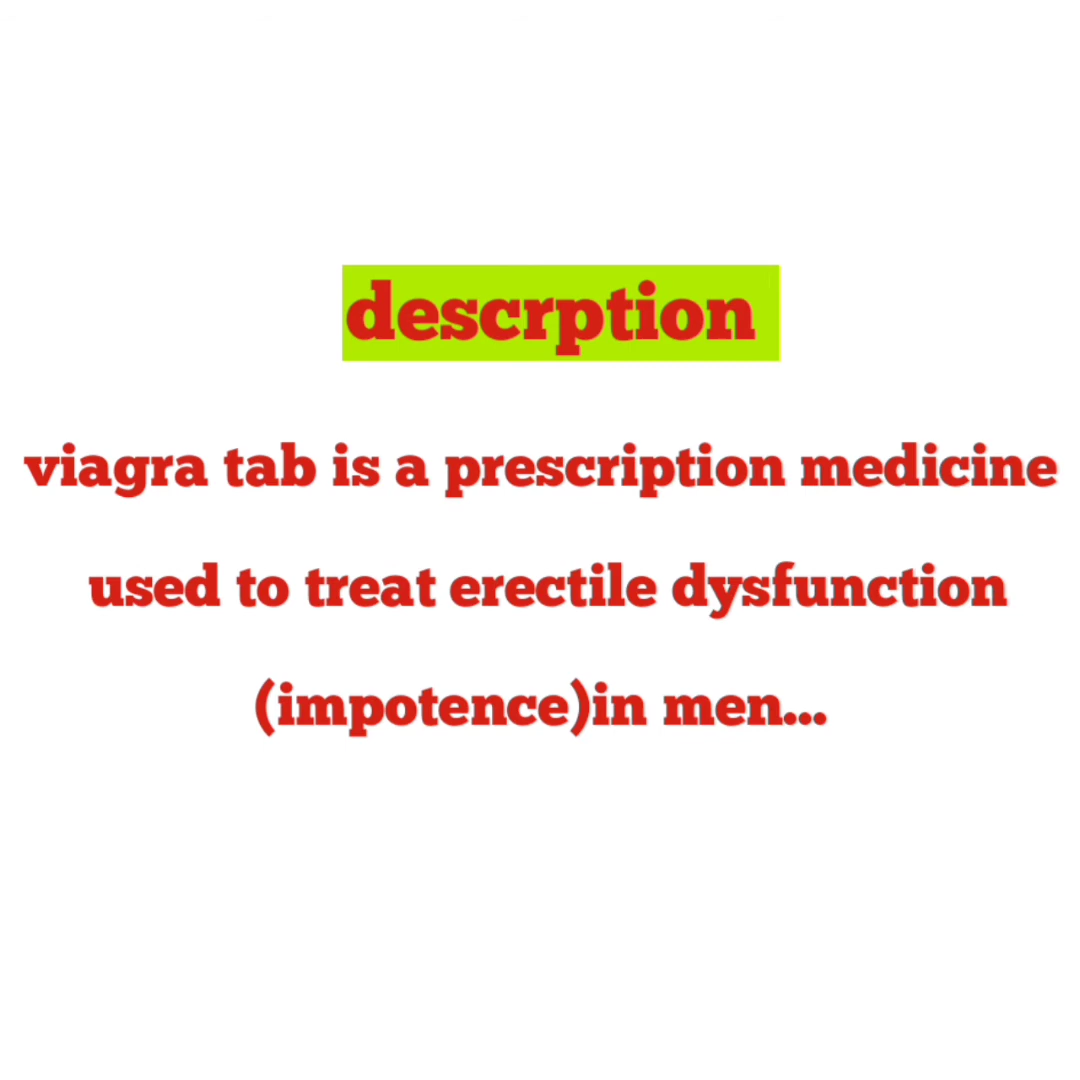 descrption
viagra tab is a prescription medicine
used to treat erectile dysfunction
(impotence)in men...